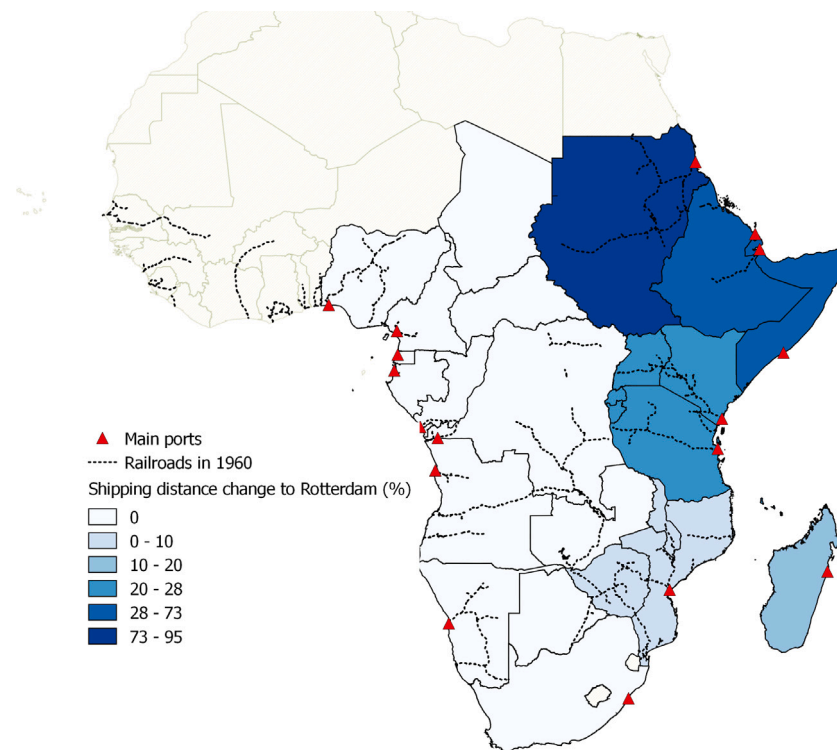 Main ports
Railroads in 1960
Shipping distance change to Rotterdam (%)
0
0 - 10
10 - 20
20 - 28
28 - 73
73 - 95